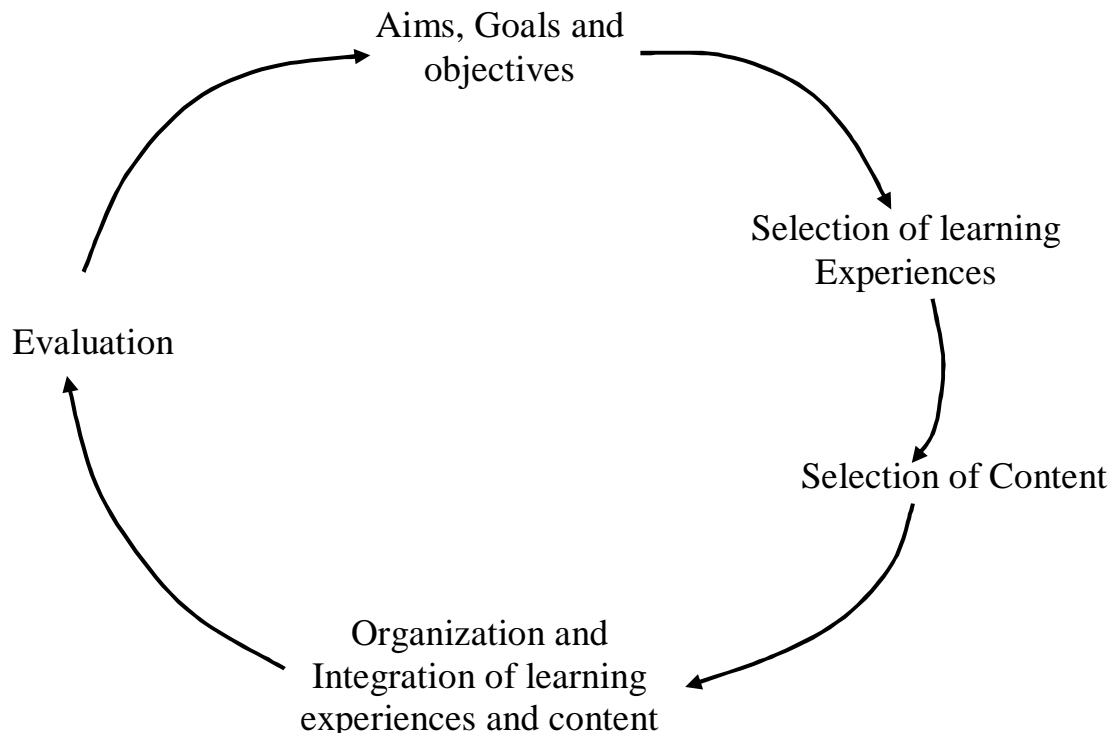 Aims, Goals and
objectives
Selection of learning
Experiences
Selection of Content
Organization and
Integration of learning
experiences and content
Evaluation